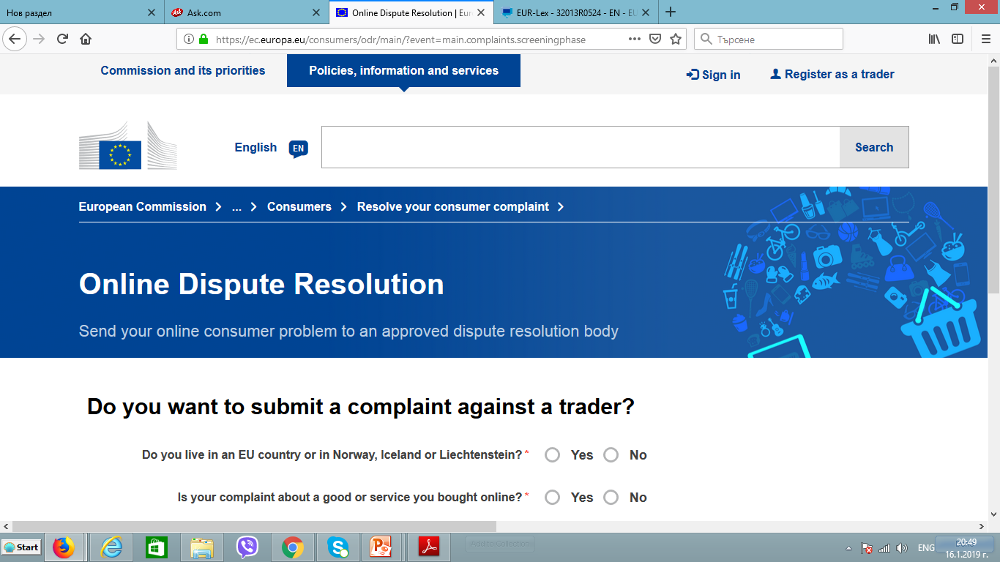 Нов раздел
Ask.com
Online Dispute Resolution | Eur
EUR-Lex - 32013R0524 - EN - EU
https://ec.europa.eu/consumers/odr/main/?event=main.complaints.screeningphase
Търсене
Commission and its priorities
Policies, information and services
Sign in
Register as a trader
English EN
Search
European Commission > ... > Consumers > Resolve your consumer complaint >
Online Dispute Resolution
Send your online consumer problem to an approved dispute resolution body
Do you want to submit a complaint against a trader?
Do you live in an EU country or in Norway, Iceland or Liechtenstein?* Yes No
Is your complaint about a good or service you bought online?* Yes No
Start
Add to Collection
ENG
20:49
16.1.2019 г.